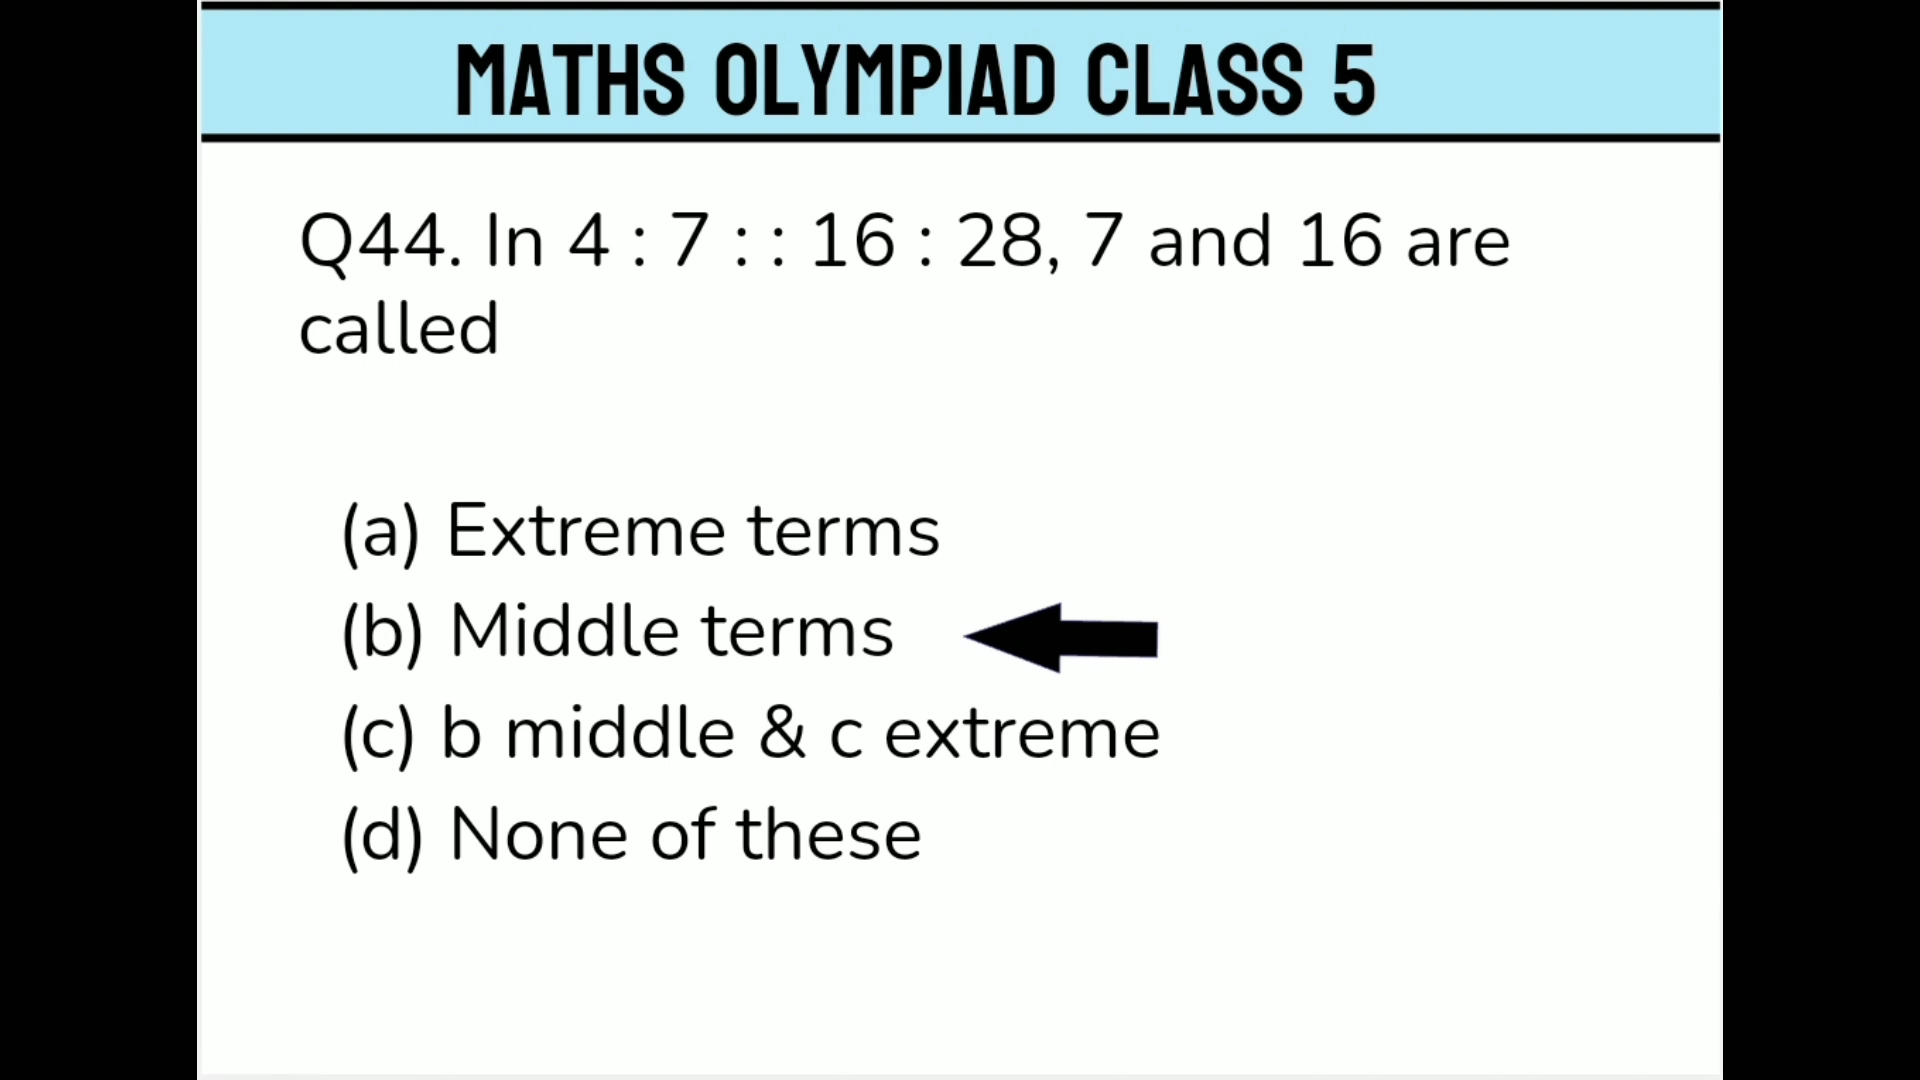 MATHS OLYMPIAD CLASS 5
Q44. In 4 : 7 : : 16 : 28, 7 and 16 are
called
(a) Extreme terms
(b) Middle terms
(c) b middle & c extreme
(d) None of these